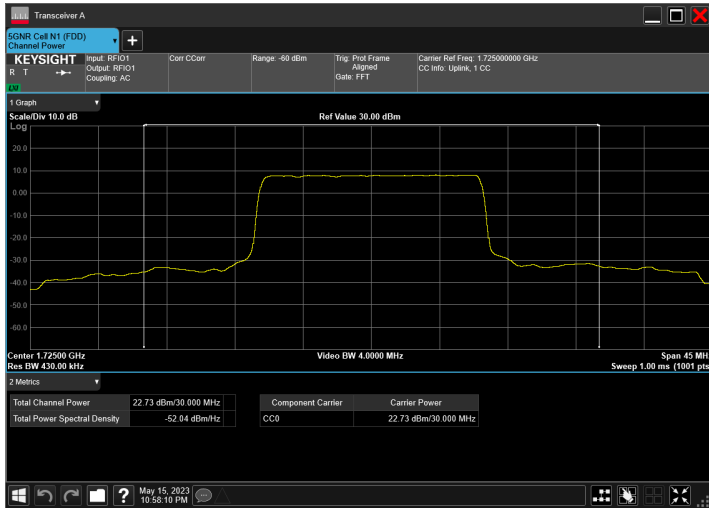 Transceiver A
5GNR Cell N1 (FDD)
Channel Power
KEYSIGHT
R T
LXI
Input: RFIO1
Output: RFIO1
Coupling: AC
Corr CCorr
Range: -60 dBm
Trig: Prot Frame
Aligned
Gate: FFT
Carrier Ref Freq: 1.725000000 GHz
CC Info: Uplink, 1 CC
1 Graph
Scale/Div 10.0 dB
Ref Value 30.00 dBm
Log
20.0
10.0
0.00
-10.0
-20.0
-30.0
-40.0
-50.0
-60.0
Center 1.72500 GHz
Video BW 4.0000 MHz
Span 45 MHz
Res BW 430.00 kHz
Sweep 1.00 ms (1001 pts
2 Metrics
Total Channel Power 22.73 dBm/30.000 MHz
Total Power Spectral Density -52.04 dBm/Hz
Component Carrier Carrier Power
CC0 22.73 dBm/30.000 MHz
May 15, 2023
10:58:10 PM